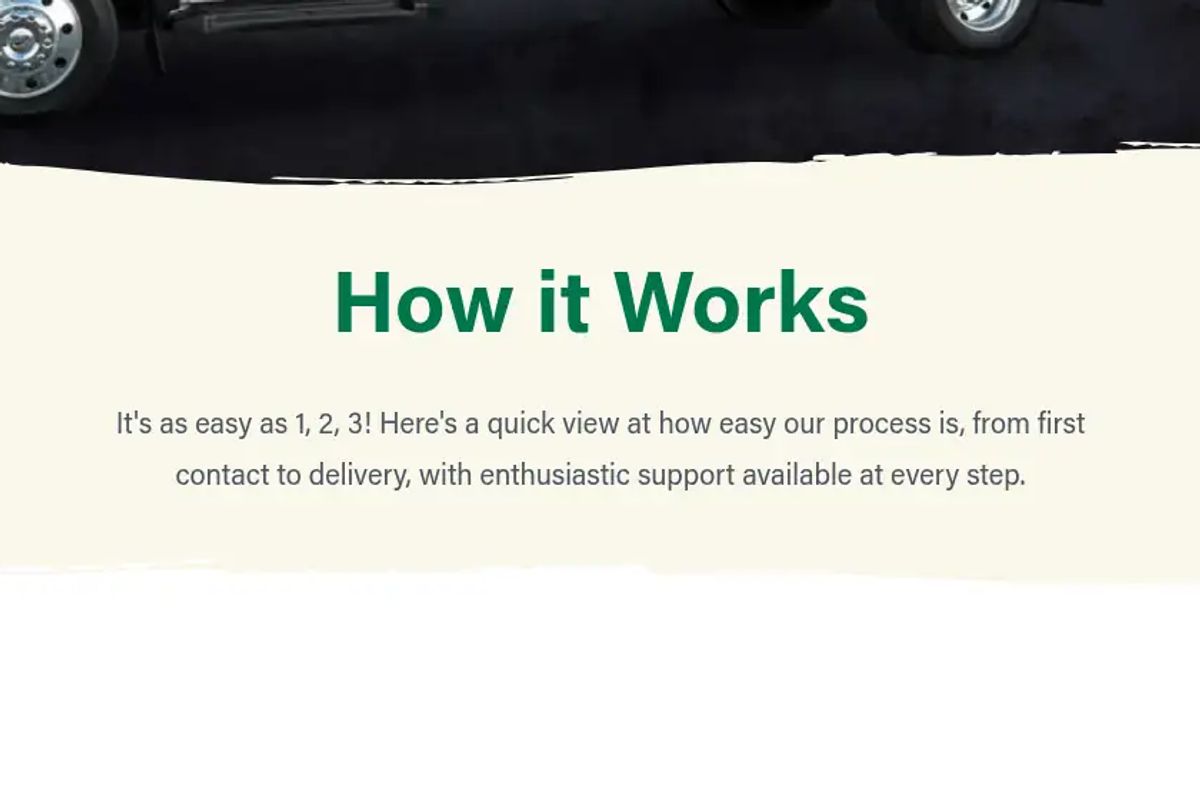 How it Works
It's as easy as 1, 2, 3! Here's a quick view at how easy our process is, from first
contact to delivery, with enthusiastic support available at every step.